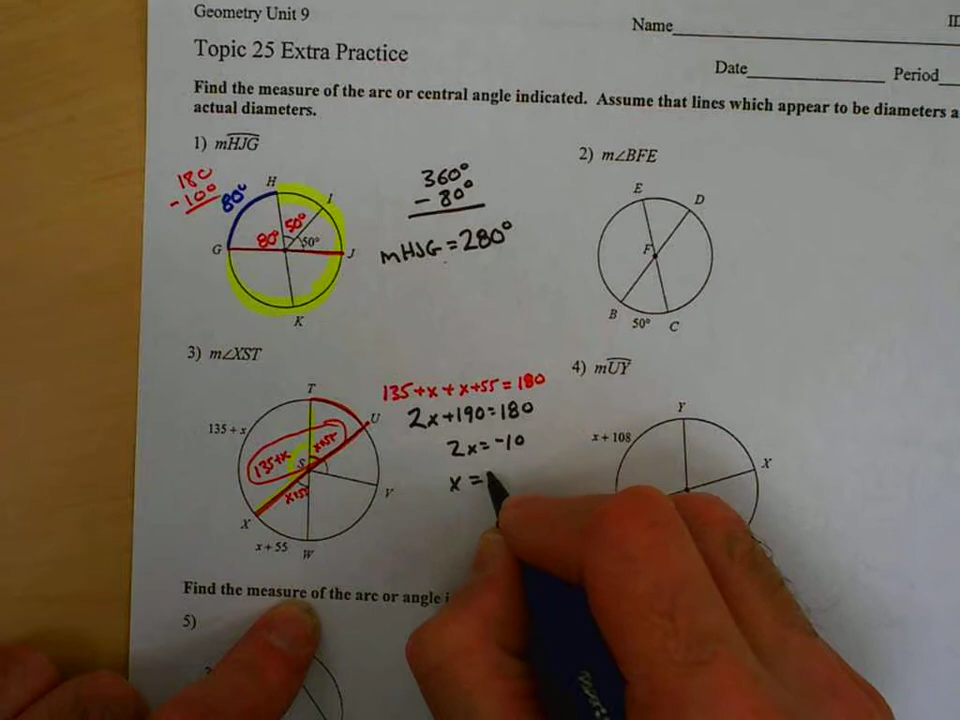 Geometry Unit 9
Name
Topic 25 Extra Practice
Date Period
Find the measure of the arc or central angle indicated. Assume that lines which appear to be diameters a
actual diameters.
1) mHJG
180
-100
80°
H
I
50°
80°
50°
G
J
K
360°
- 80°
mHJG = 280°
2) m∠BFE
E
D
F
B
50°
C
3) m∠XST
T
135 + x
U
135+x
x+55
S
x+55
V
X
x + 55
W
135+x + x+55 = 180
2x+190=180
2x = -10
x =
4) mUY
Y
x + 108
X
Find the measure of the arc or angle i
5)